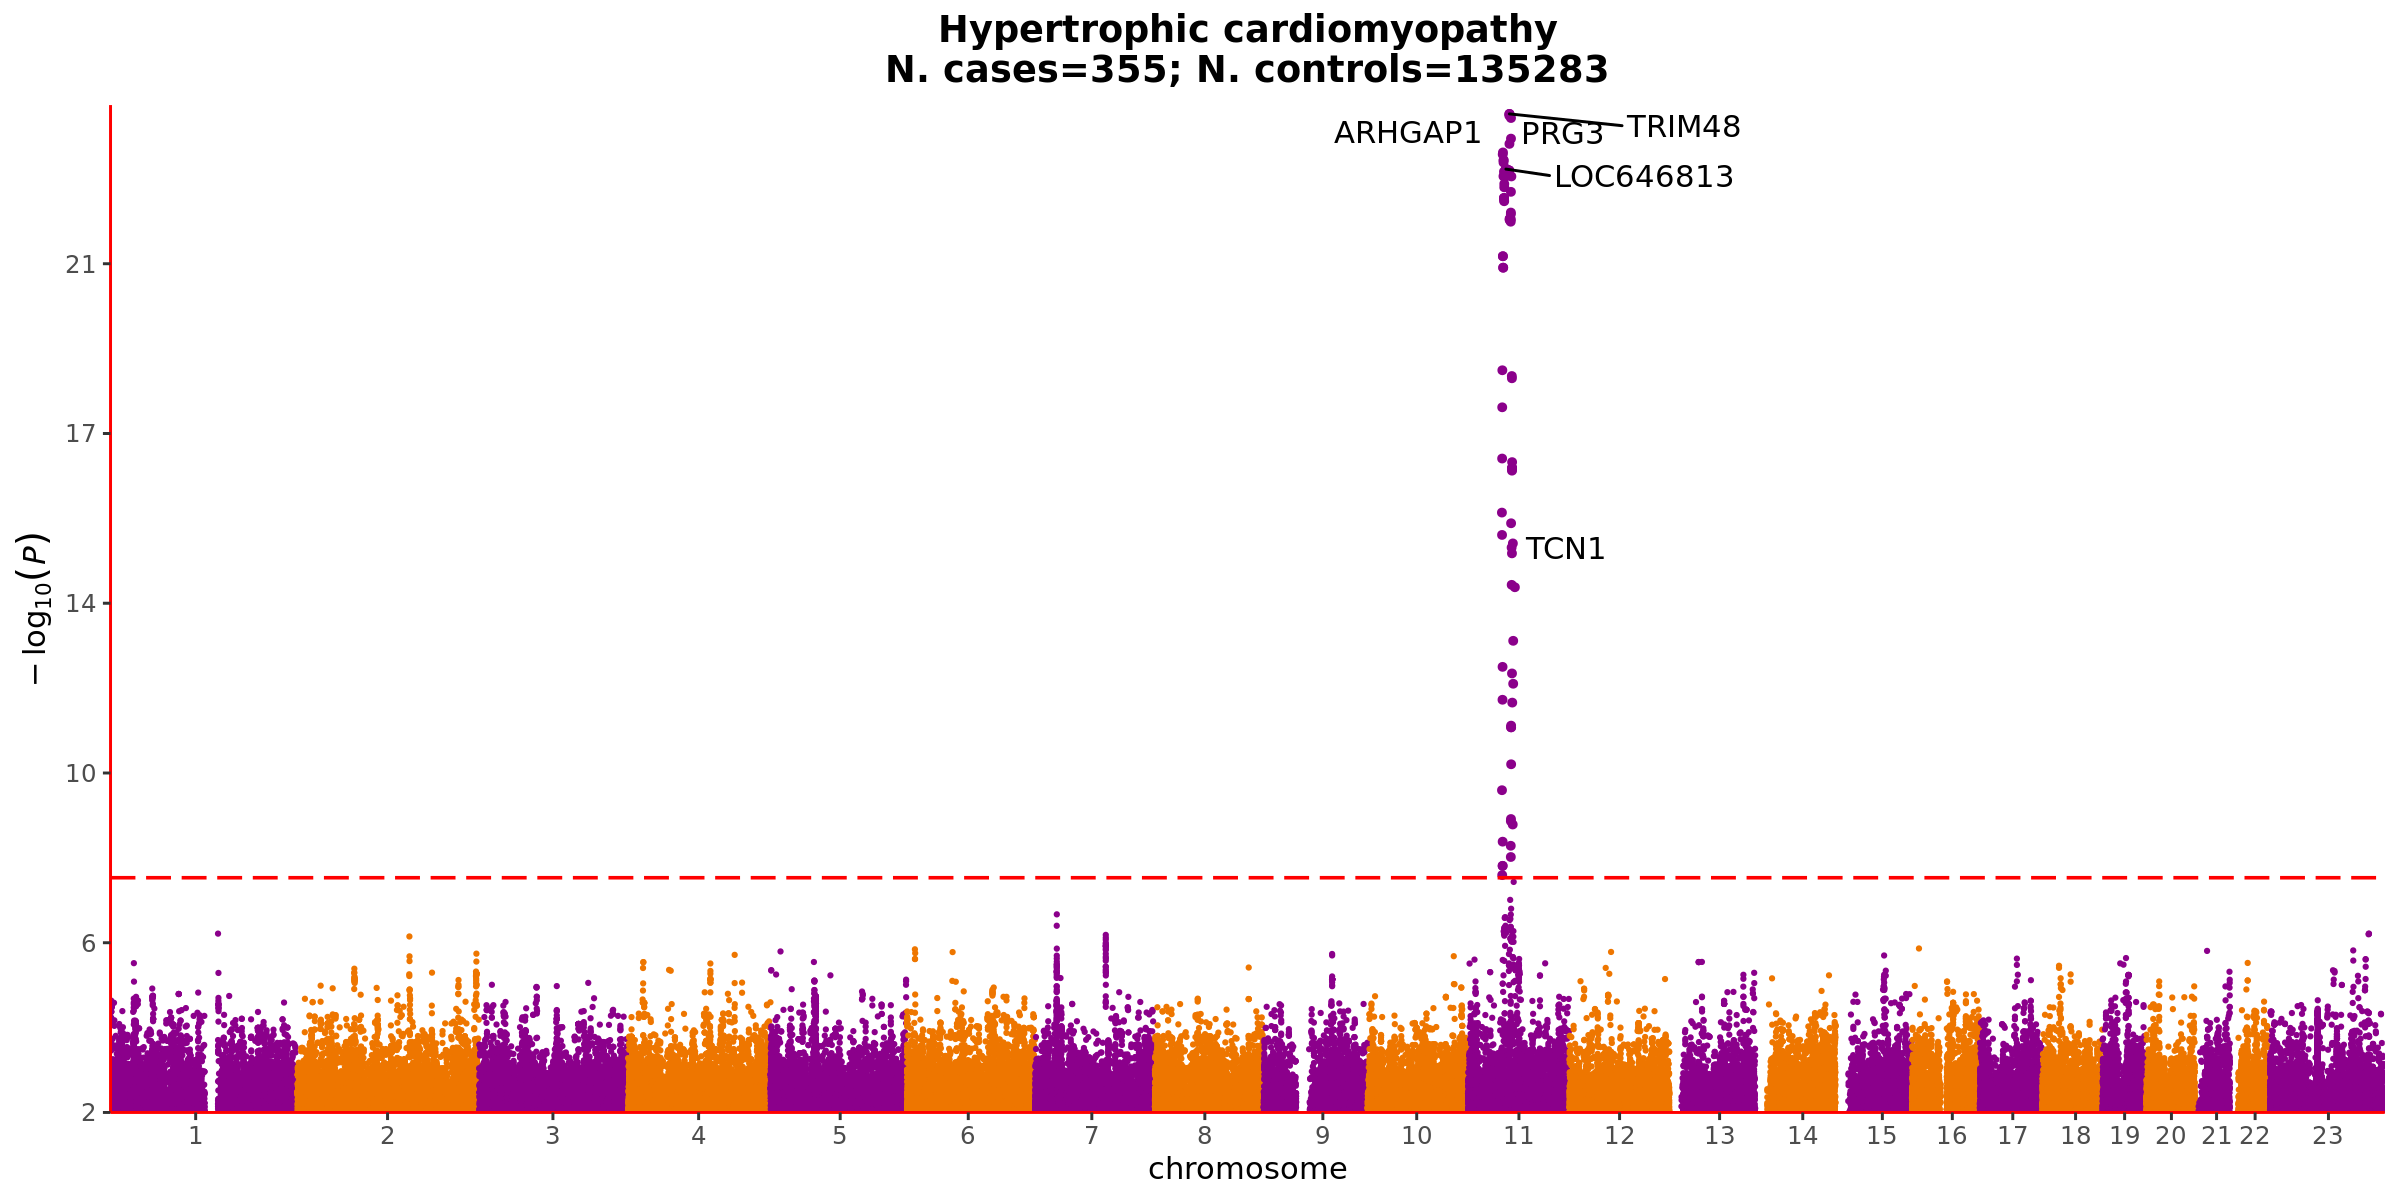 Hypertrophic cardiomyopathy
N. cases=355; N. controls=135283
ARHGAP1
PRG3
TRIM48
LOC646813
TCN1
− log10(P)
21
17
14
10
6
2
1 2 3 4 5 6 7 8 9 10 11 12 13 14 15 16 17 18 19 20 21 22 23
chromosome